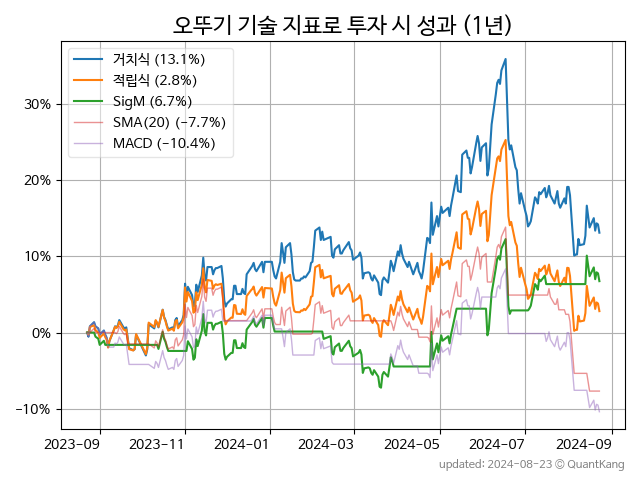 오뚜기 기술 지표로 투자 시 성과 (1년)
거치식 (13.1%)
적립식 (2.8%)
SigM (6.7%)
SMA(20) (−7.7%)
MACD (−10.4%)
30%
20%
10%
0%
−10%
2023-09 2023-11 2024-01 2024-03 2024-05 2024-07 2024-09
updated: 2024-08-23 © QuantKang